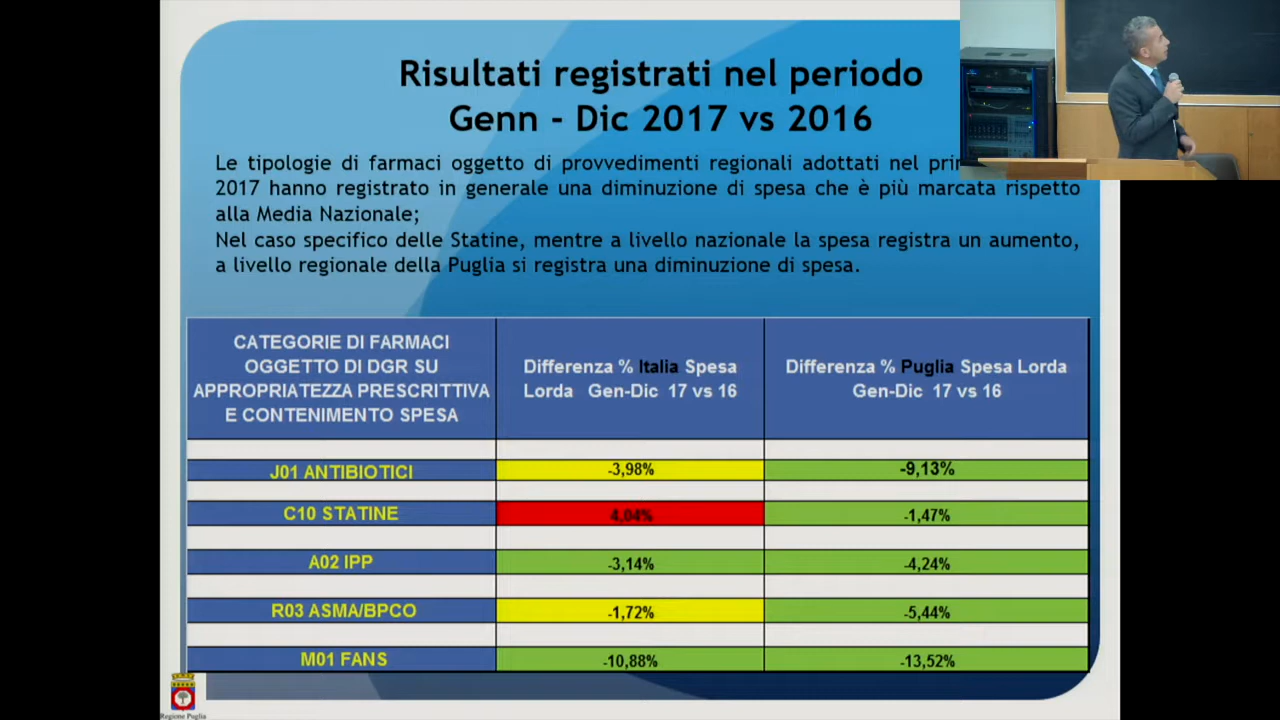 Risultati registrati nel periodo
Genn - Dic 2017 vs 2016
Le tipologie di farmaci oggetto di provvedimenti regionali adottati nel
2017 hanno registrato in generale una diminuzione di spesa che è più marcata rispetto
alla Media Nazionale;
Nel caso specifico delle Statine, mentre a livello nazionale la spesa registra un aumento,
a livello regionale della Puglia si registra una diminuzione di spesa.
CATEGORIE DI FARMACI
OGGETTO DI DGR SU
APPROPRIATEZZA PRESCRITTIVA
E CONTENIMENTO SPESA
Differenza % Italia Spesa
Lorda Gen-Dic 17 vs 16
Differenza % Puglia Spesa Lorda
Gen-Dic 17 vs 16
J01 ANTIBIOTICI -3,98% -9,13%
C10 STATINE 4,04% -1,47%
A02 IPP -3,14% -4,24%
R03 ASMA/BPCO -1,72% -5,44%
M01 FANS -10,88% -13,52%
Regione Puglia